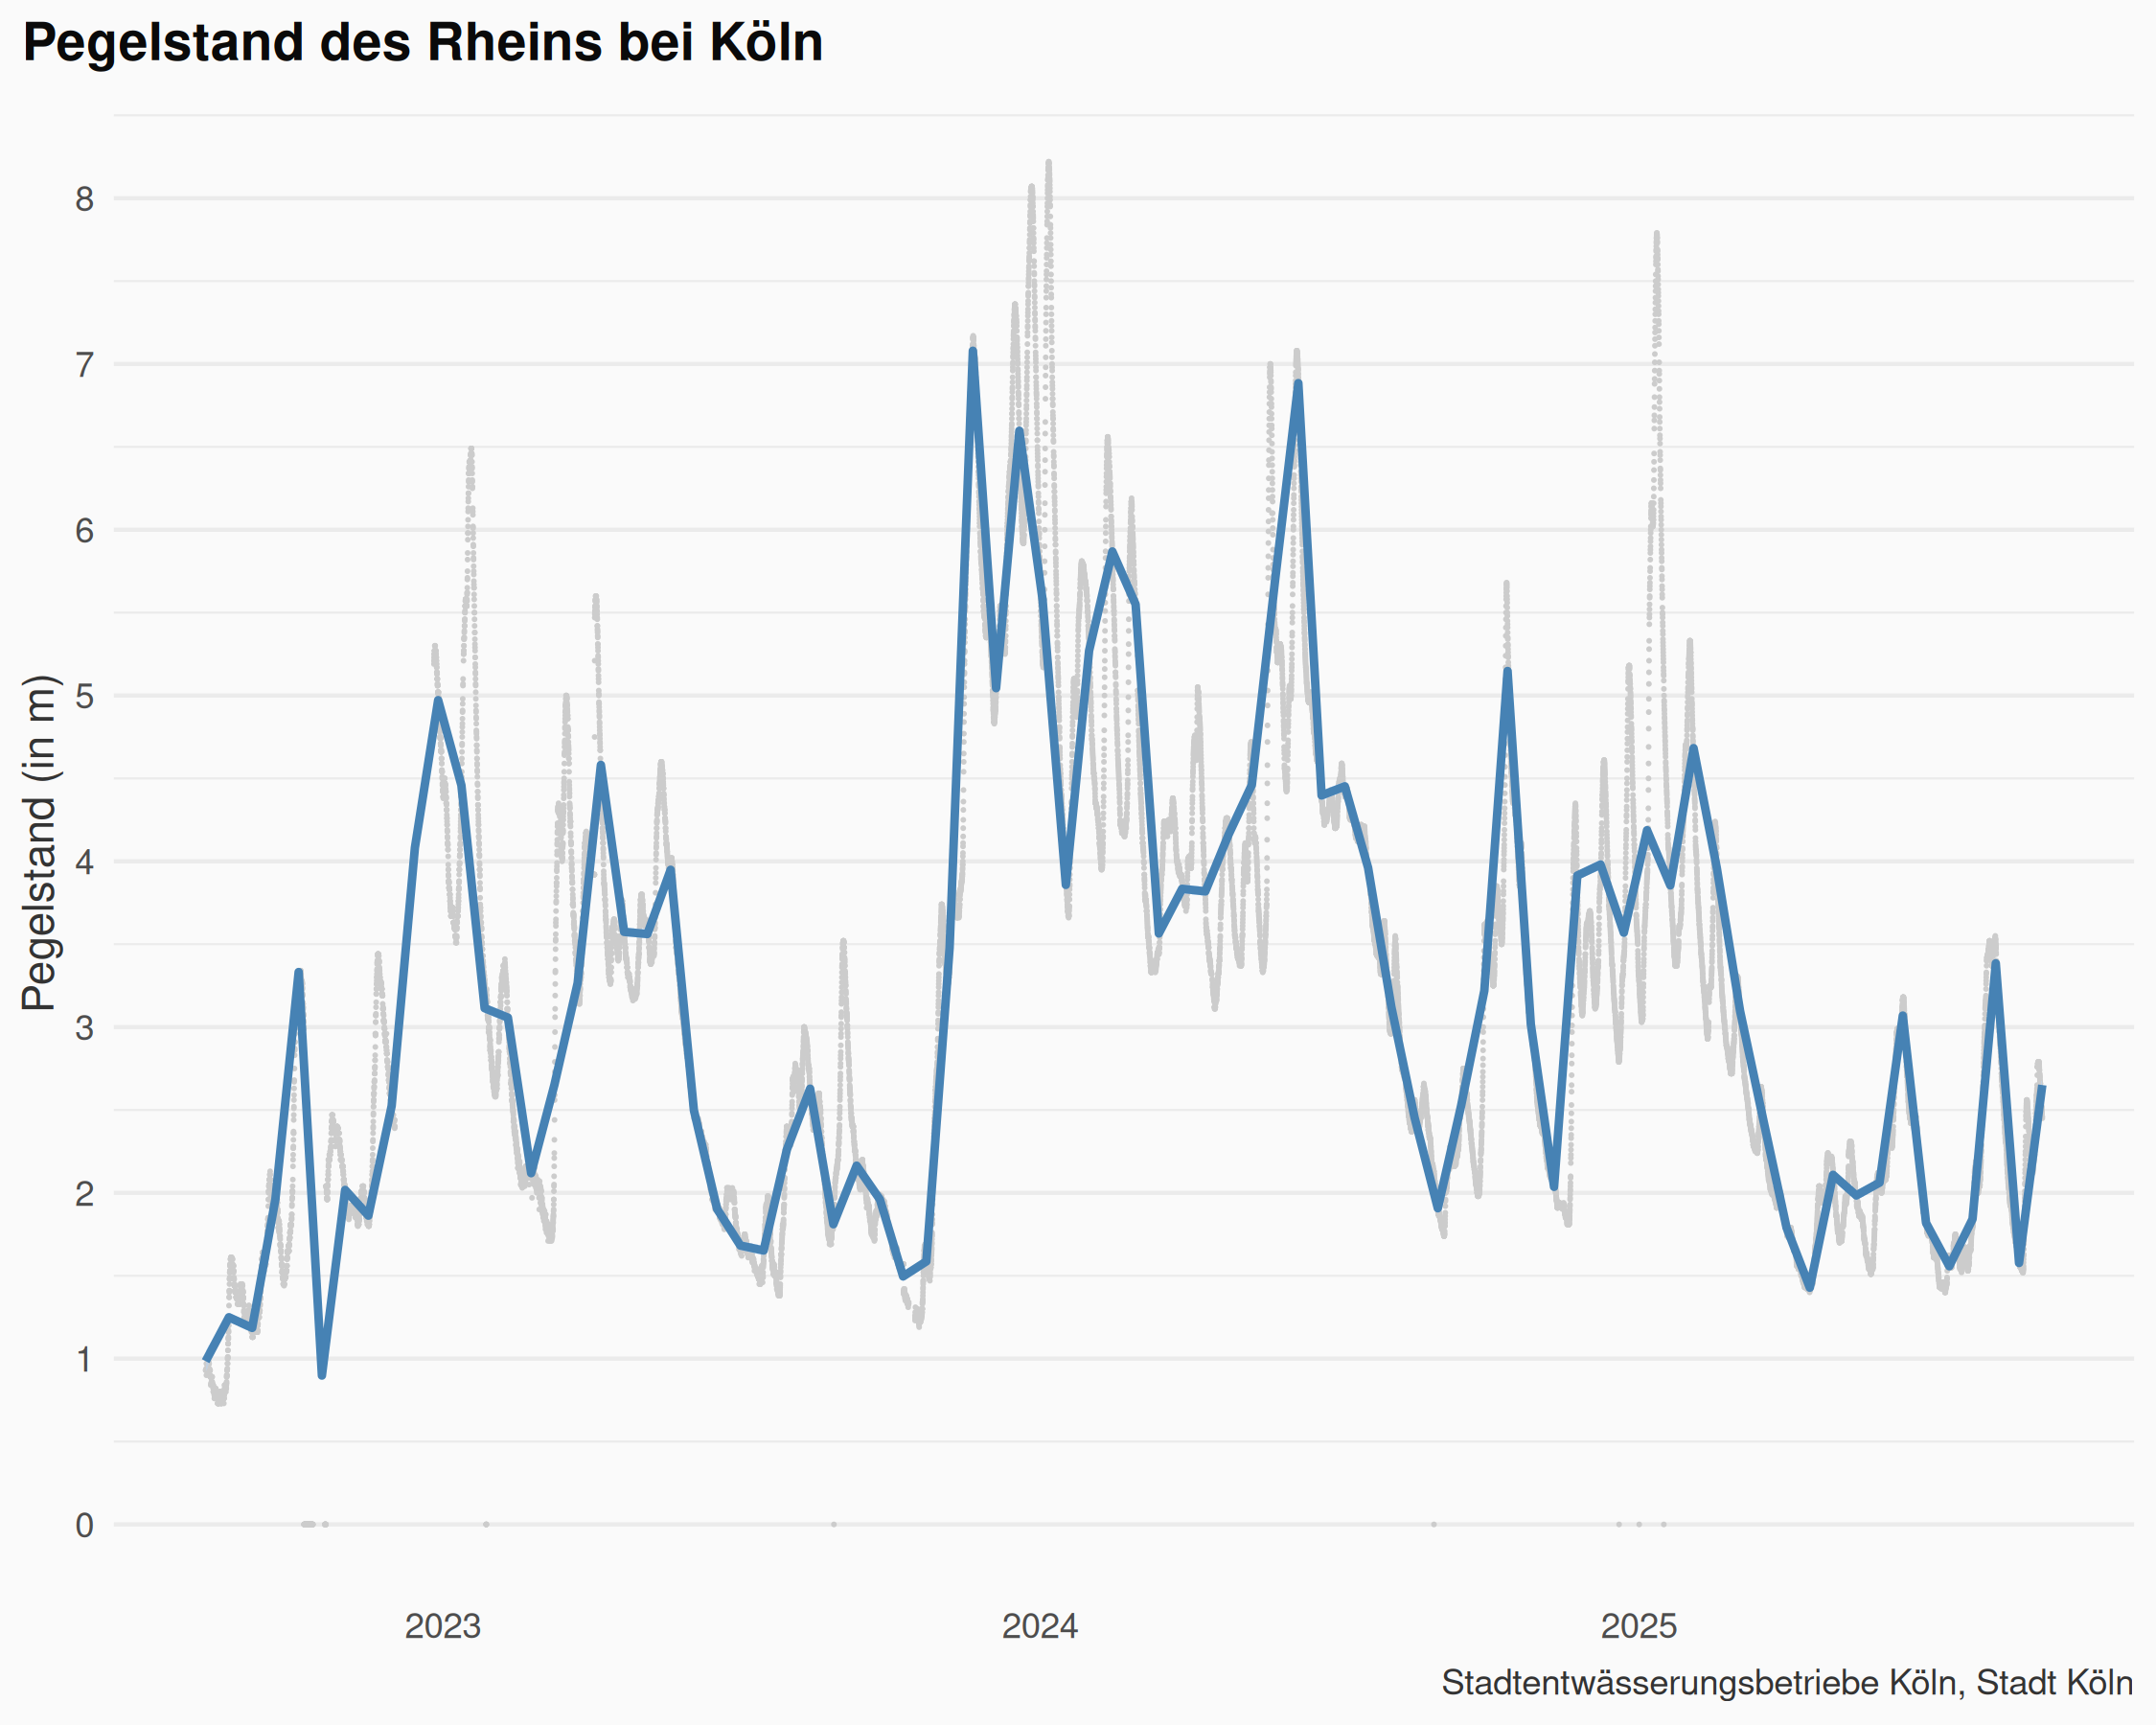 Pegelstand des Rheins bei Köln
Pegelstand (in m)
8
7
6
5
4
3
2
1
0
2023 2024 2025
Stadtentwässerungsbetriebe Köln, Stadt Köln